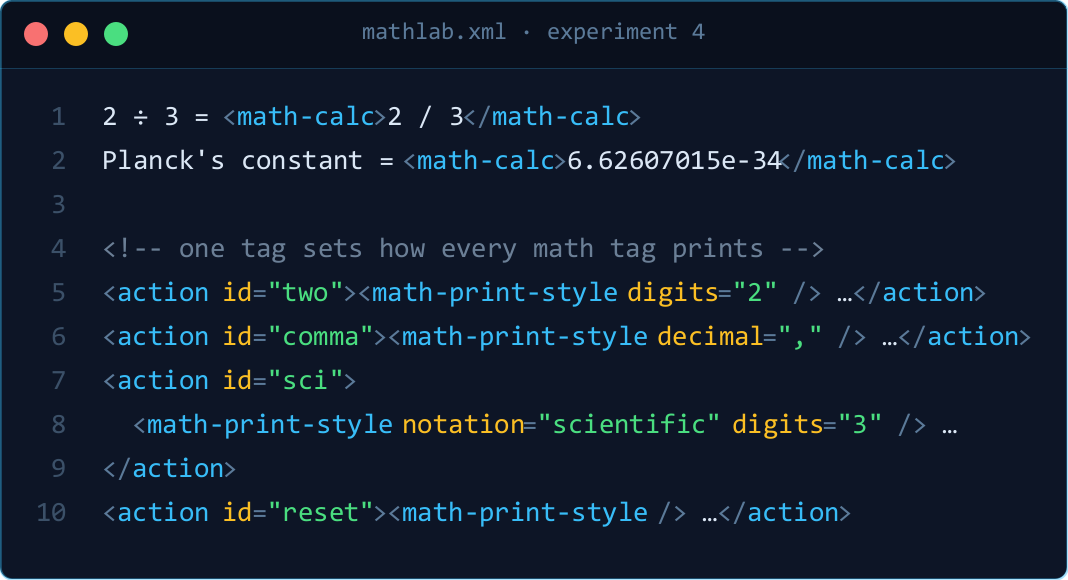 mathlab.xml · experiment 4
1 2 ÷ 3 = <math-calc>2 / 3</math-calc>
2 Planck's constant = <math-calc>6.62607015e-34</math-calc>
3
4 <!-- one tag sets how every math tag prints -->
5 <action id="two"><math-print-style digits="2" /> …</action>
6 <action id="comma"><math-print-style decimal="," /> …</action>
7 <action id="sci">
8   <math-print-style notation="scientific" digits="3" /> …
9 </action>
10 <action id="reset"><math-print-style /> …</action>